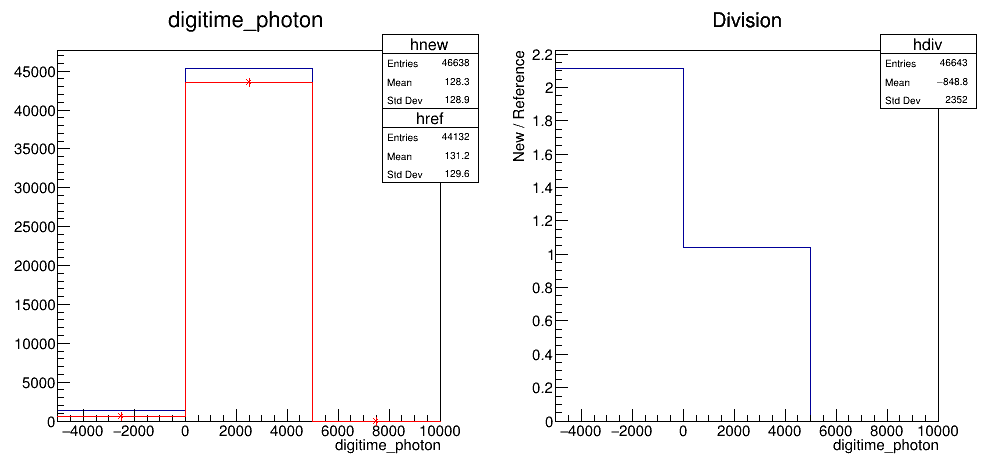 digitime_photon
hnew
Entries 46638
Mean 128.3
Std Dev 128.9
href
Entries 44132
Mean 131.2
Std Dev 129.6
45000
40000
35000
30000
25000
20000
15000
10000
5000
0
−4000 −2000 0 2000 4000 6000 8000 10000
digitime_photon
Division
hdiv
Entries 46643
Mean −848.8
Std Dev 2352
New / Reference
2.2
2
1.8
1.6
1.4
1.2
1
0.8
0.6
0.4
0.2
0
−4000 −2000 0 2000 4000 6000 8000 10000
digitime_photon